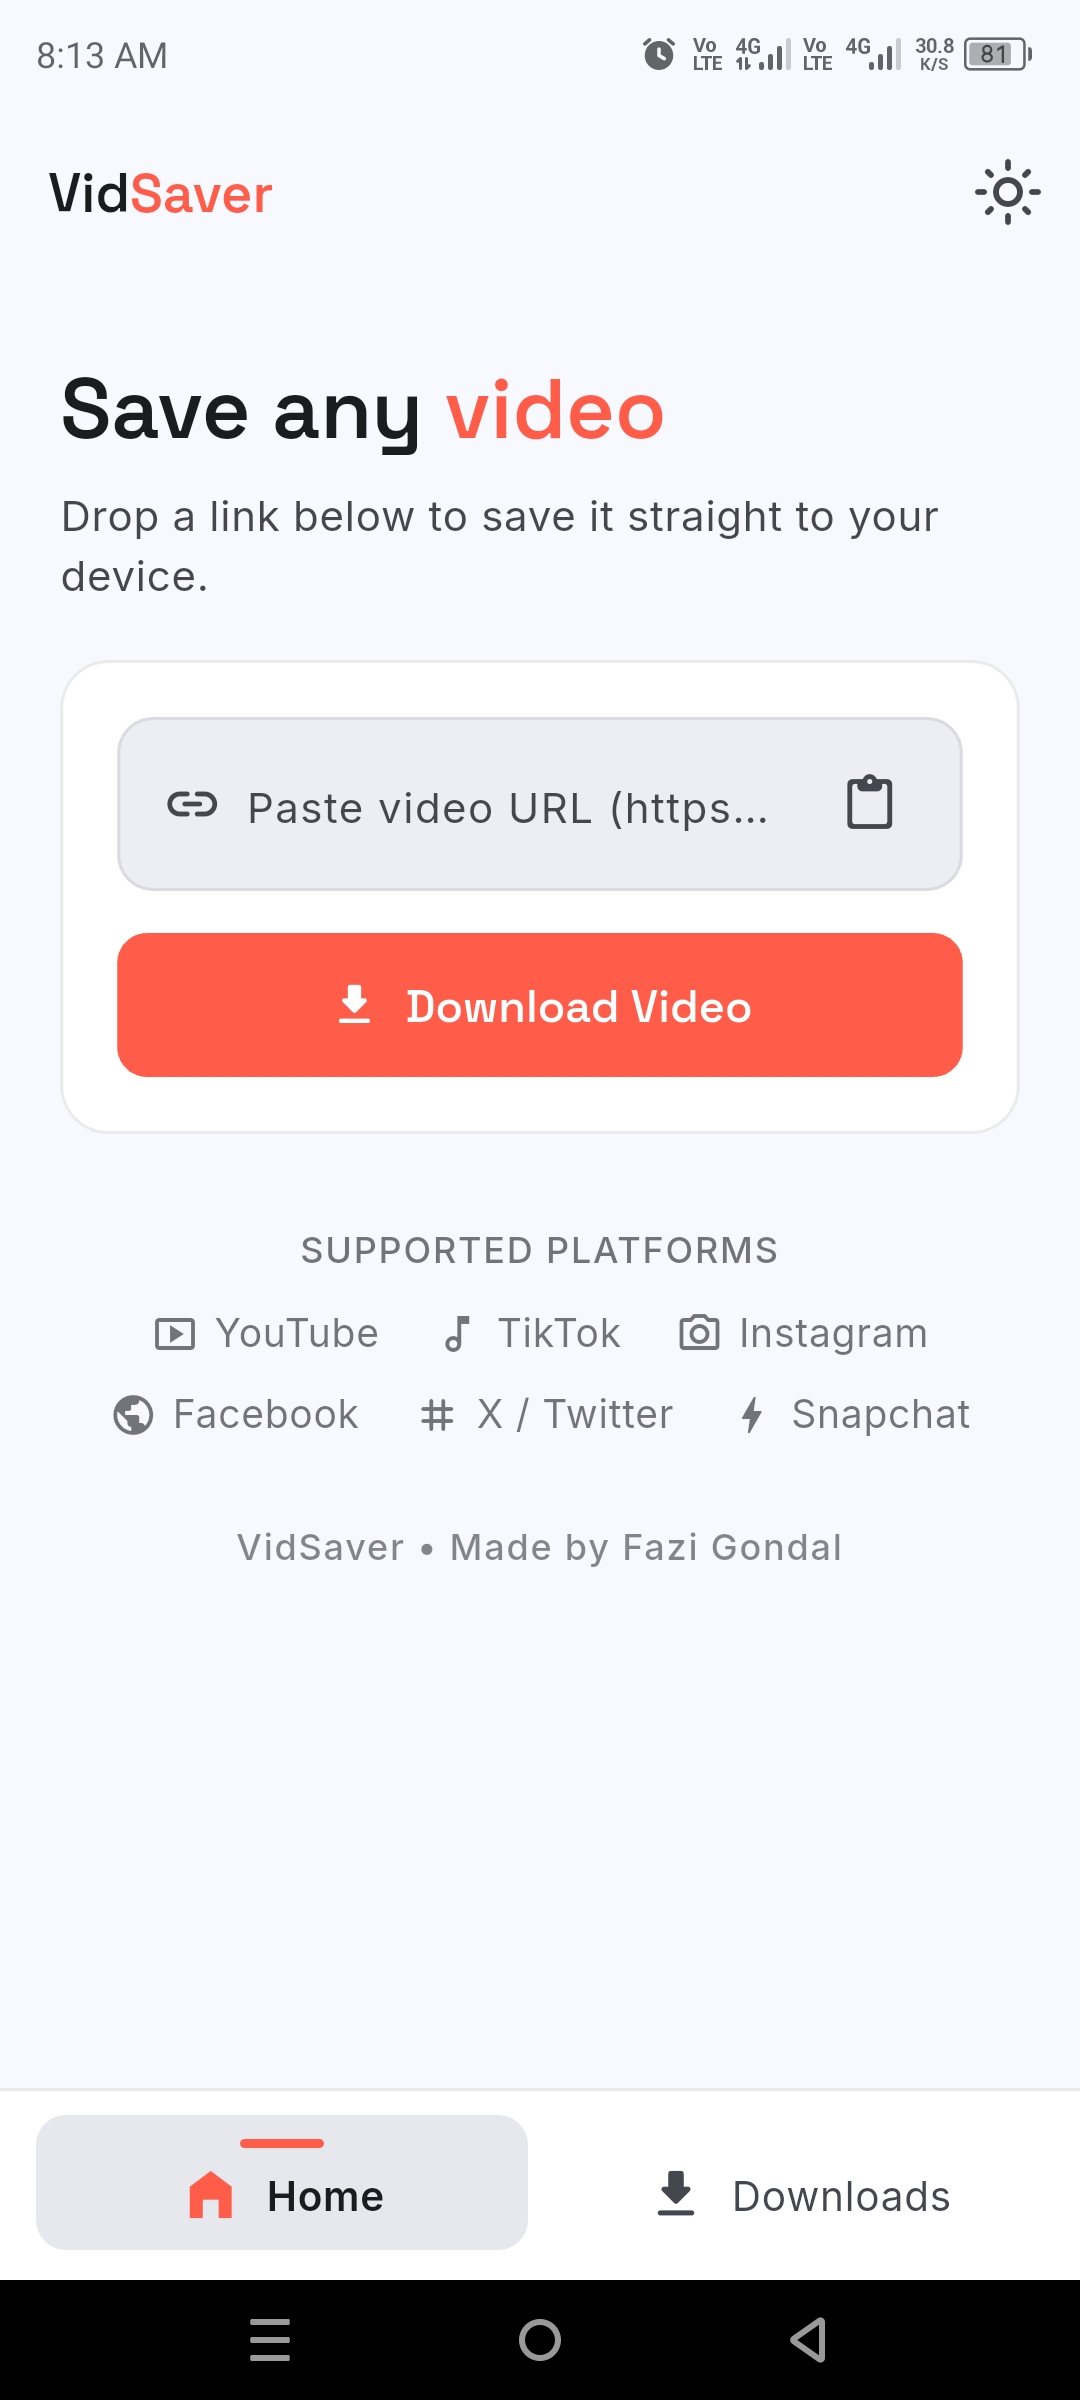 8:13 AM
Vo LTE 4G Vo LTE 4G 30.8 K/S 81
VidSaver
Save any video
Drop a link below to save it straight to your
device.
Paste video URL (https...
Download Video
SUPPORTED PLATFORMS
YouTube TikTok Instagram
Facebook X / Twitter Snapchat
VidSaver • Made by Fazi Gondal
Home Downloads